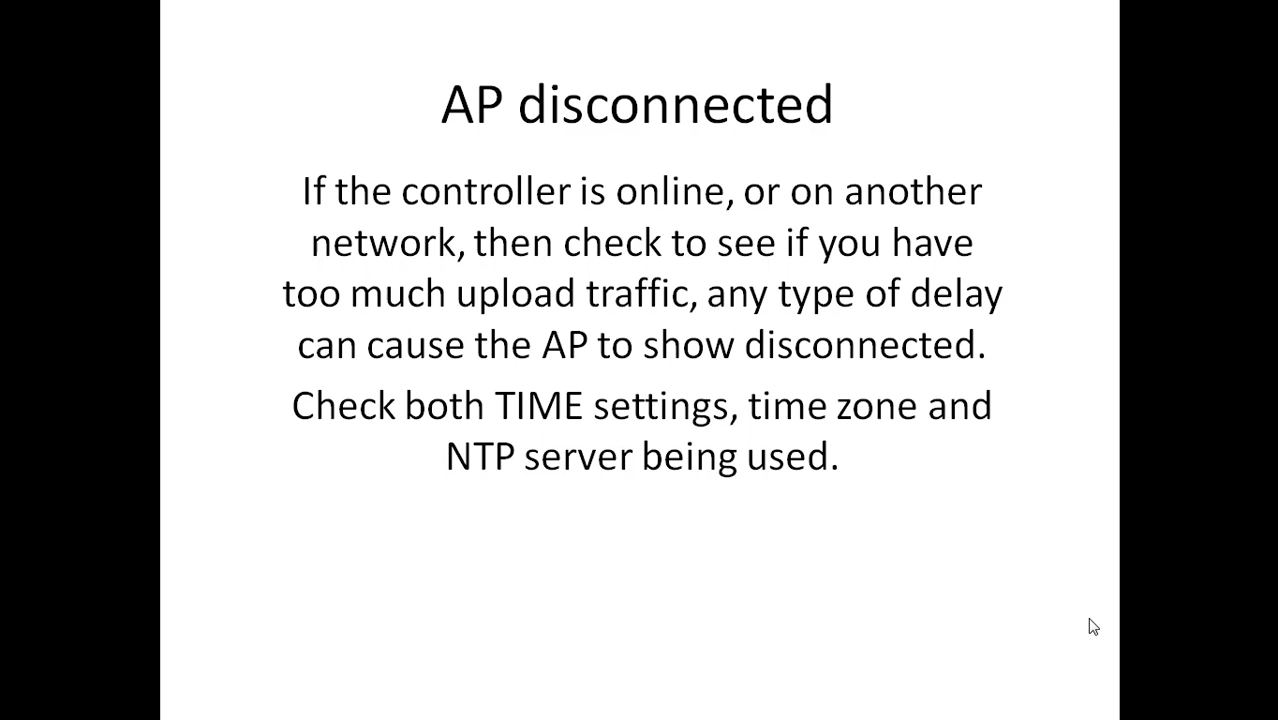 AP disconnected
If the controller is online, or on another
network, then check to see if you have
too much upload traffic, any type of delay
can cause the AP to show disconnected.
Check both TIME settings, time zone and
NTP server being used.